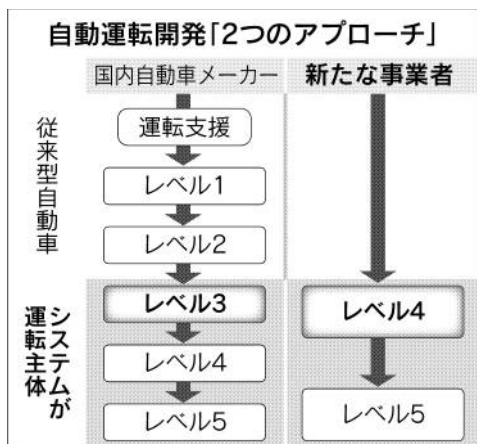 自動運転開発「2つのアプローチ」
国内自動車メーカー
新たな事業者
従来型自動車
運転支援
レベル1
レベル2
システムが
運転主体
レベル3
レベル4
レベル5
レベル4
レベル5